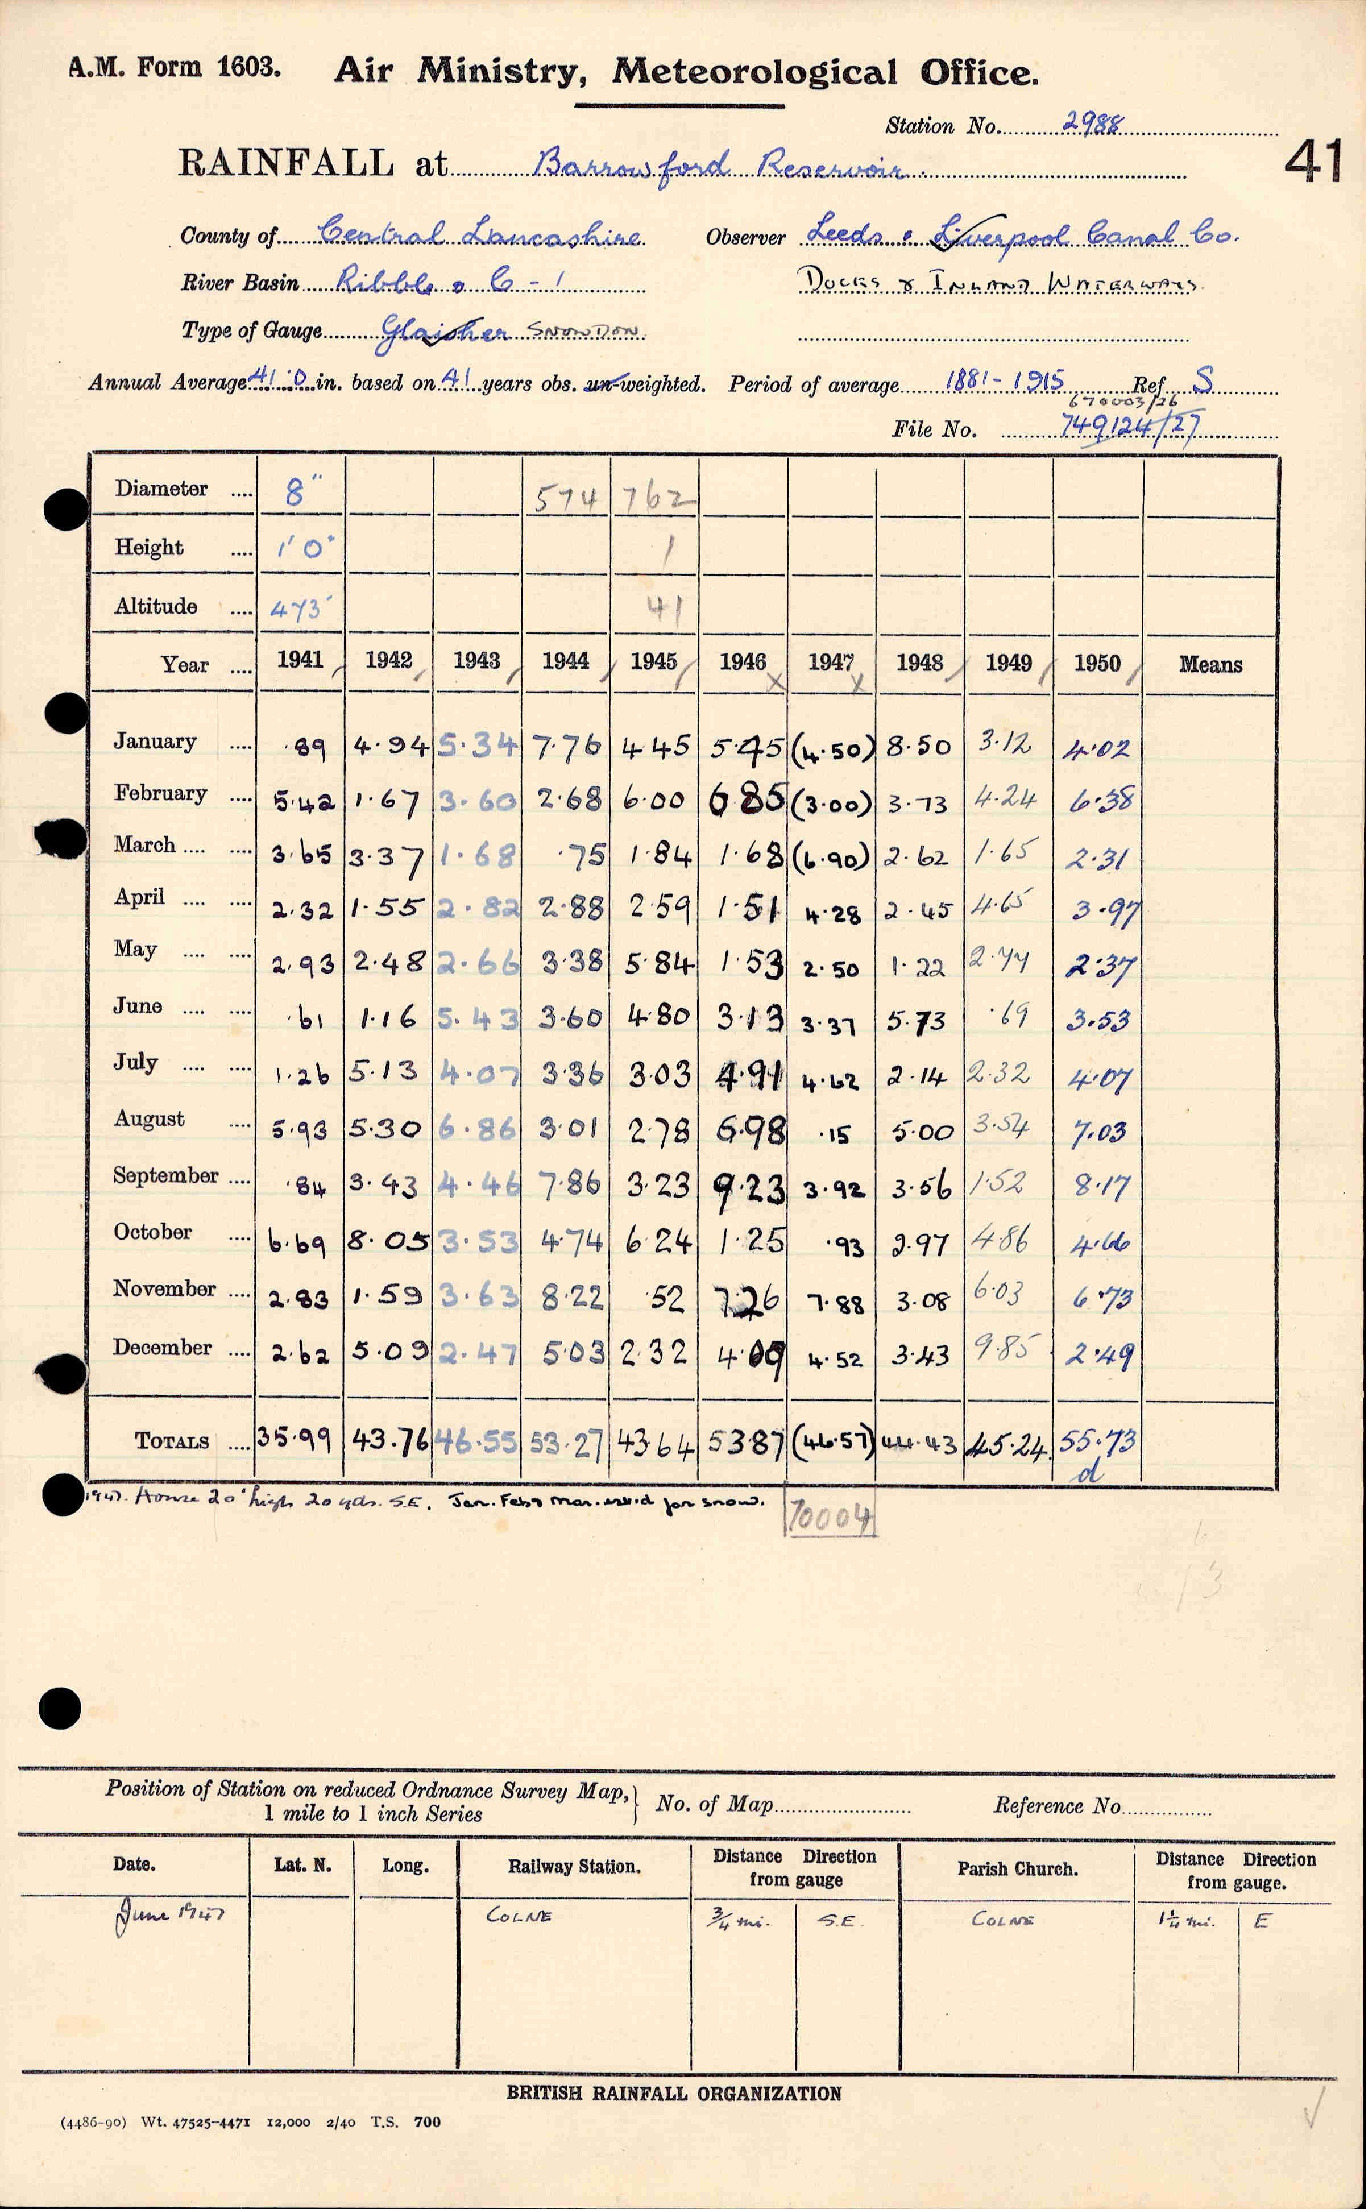 A.M. Form 1603. Air Ministry, Meteorological Office.
Station No. 2988
41
RAINFALL at Barrowford Reservoir.
County of Central Lancashire Observer Leeds & Liverpool Canal Co.
River Basin Ribble & C-1 DOCKS & INLAND WATERWAYS
Type of Gauge Glaisher SNOWDON
Annual Average 41.0 in. based on 41 years obs. un-weighted. Period of average 1881-1915 Ref S
670003/26
File No. 749124/27
Diameter .... 8" 574 762
Height .... 1'0" 1
Altitude .... 473' 41
Year .... 1941 1942 1943 1944 1945 1946 1947 1948 1949 1950 Means
January .... .89 4.94 5.34 7.76 4.45 5.45 (4.50) 8.50 3.12 4.02
February .... 5.42 1.67 3.60 2.68 6.00 6.85 (3.00) 3.73 4.24 6.38
March .... .... 3.65 3.37 1.68 .75 1.84 1.68 (6.90) 2.62 1.65 2.31
April .... .... 2.32 1.55 2.82 2.88 2.59 1.51 4.28 2.45 4.65 3.97
May .... .... 2.93 2.48 2.66 3.38 5.84 1.53 2.50 1.22 2.77 2.37
June .... .... .61 1.16 5.43 3.60 4.80 3.13 3.37 5.73 .69 3.53
July .... .... 1.26 5.13 4.07 3.36 3.03 4.91 4.62 2.14 2.32 4.07
August .... 5.93 5.30 6.86 3.01 2.78 6.98 .15 5.00 3.54 7.03
September .... .84 3.43 4.46 7.86 3.23 9.23 3.92 3.56 1.52 8.17
October .... 6.69 8.05 3.53 4.74 6.24 1.25 .93 2.97 4.86 4.66
November .... 2.83 1.59 3.63 8.22 .52 7.26 7.88 3.08 6.03 6.73
December .... 2.62 5.09 2.47 5.03 2.32 4.09 4.52 3.43 9.85 2.49
TOTALS .... 35.99 43.76 46.55 53.27 43.64 53.87 (46.57) 44.43 45.24 55.73
d
1947. House 20' high 20 yds. S.E. Jan. Feb & Mar. est'd for snow. 70004
Position of Station on reduced Ordnance Survey Map, 1 mile to 1 inch Series } No. of Map Reference No.
Date. Lat. N. Long. Railway Station. Distance Direction from gauge Parish Church. Distance Direction from gauge.
June 1947 COLNE 3/4 mi. S.E. COLNE 1 1/4 mi. E
BRITISH RAINFALL ORGANIZATION
(4486-90) Wt. 47525-4471 12,000 2/40 T.S. 700